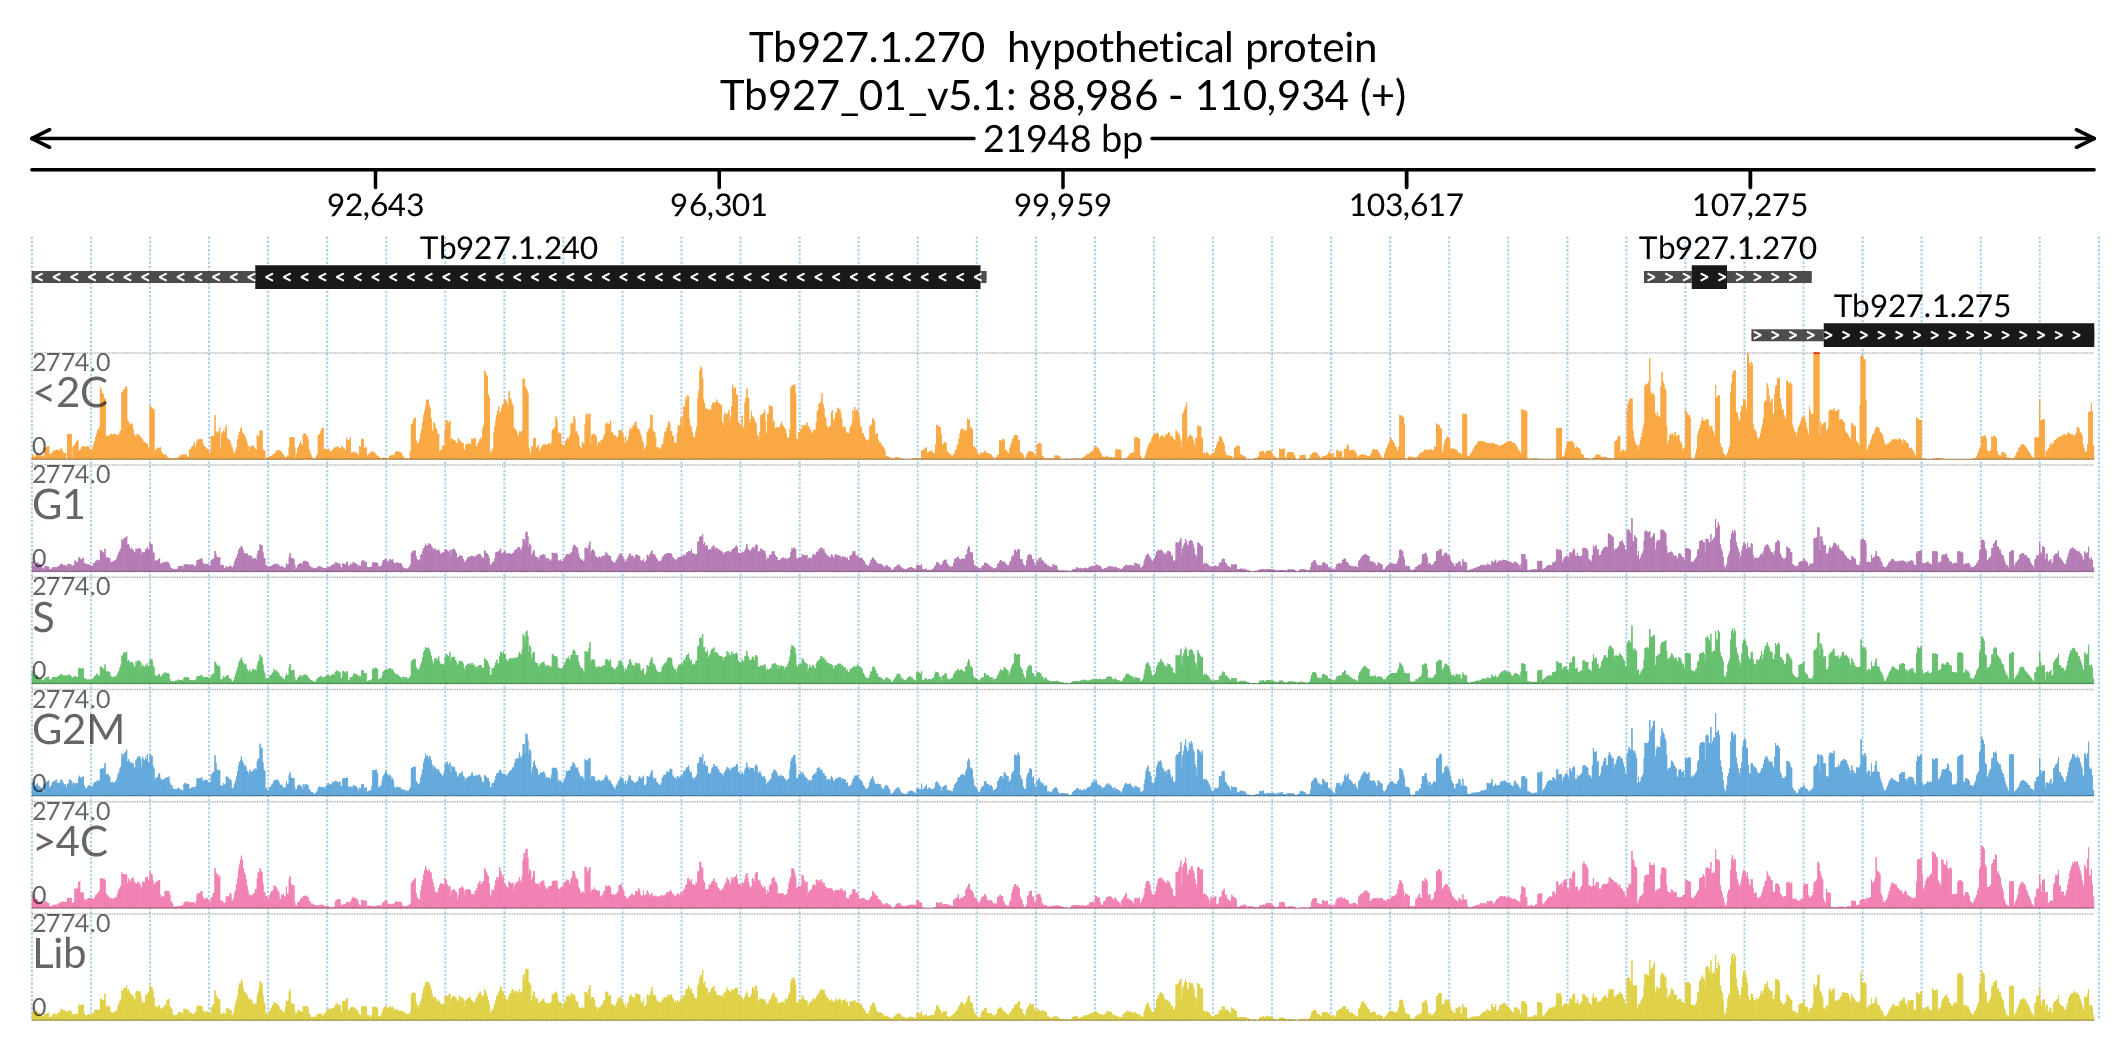 Tb927.1.270  hypothetical protein
Tb927_01_v5.1: 88,986 - 110,934 (+)
21948 bp
92,643 96,301 99,959 103,617 107,275
Tb927.1.240 Tb927.1.270
Tb927.1.275
2774.0
<2C
0
2774.0
G1
0
2774.0
S
0
2774.0
G2M
0
2774.0
>4C
0
2774.0
Lib
0